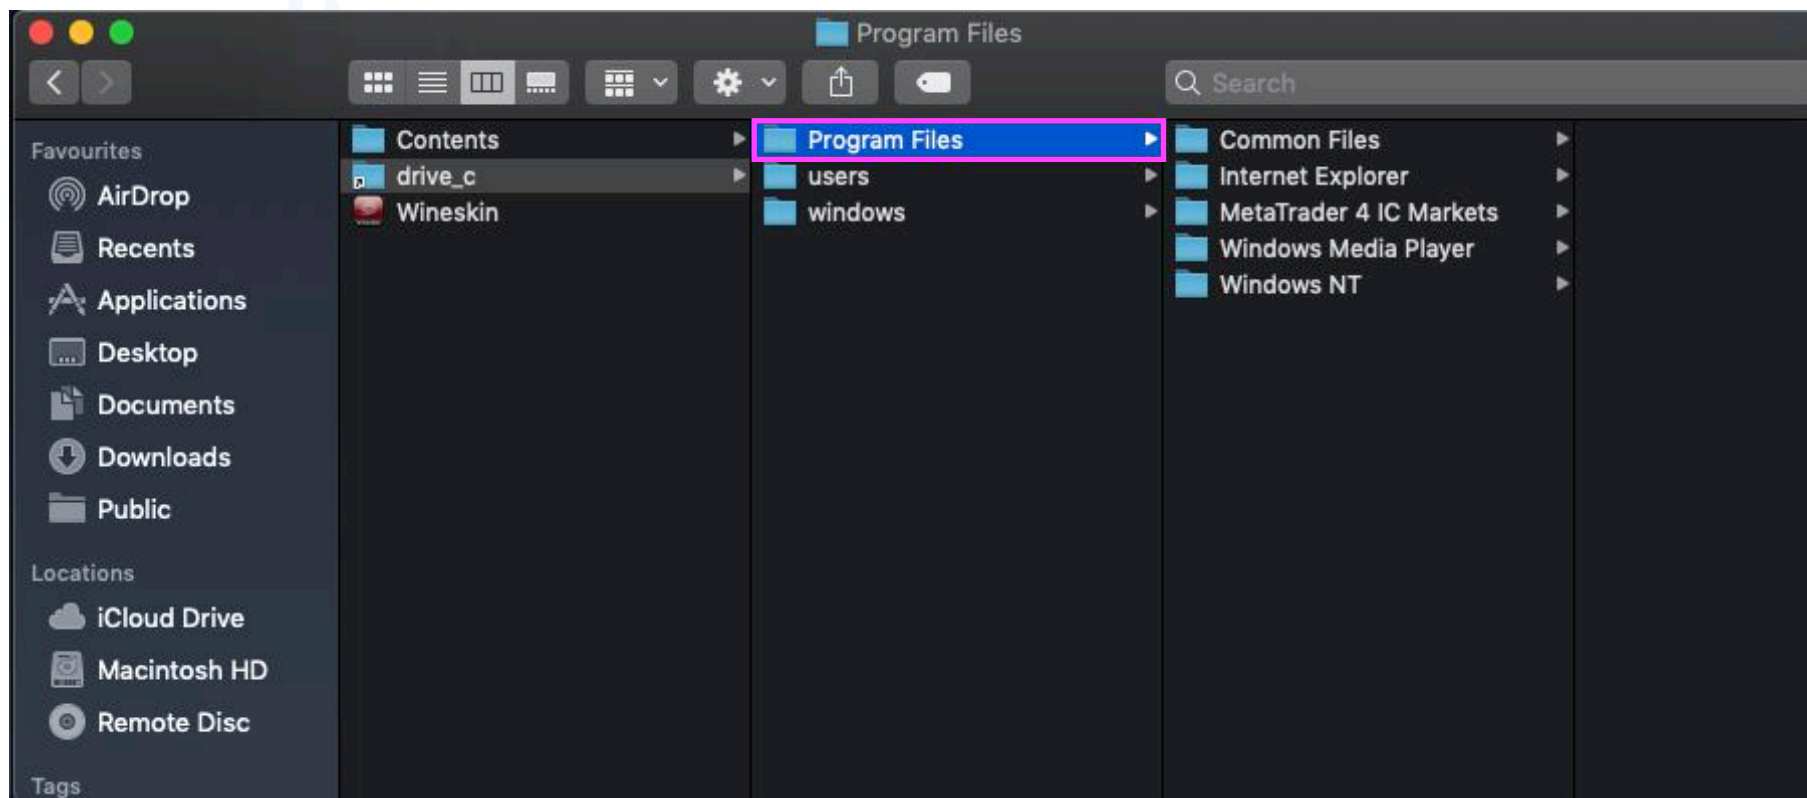 Program Files
Search
Favourites
AirDrop
Recents
Applications
Desktop
Documents
Downloads
Public
Locations
iCloud Drive
Macintosh HD
Remote Disc
Tags
Contents
drive_c
Wineskin
Program Files
users
windows
Common Files
Internet Explorer
MetaTrader 4 IC Markets
Windows Media Player
Windows NT